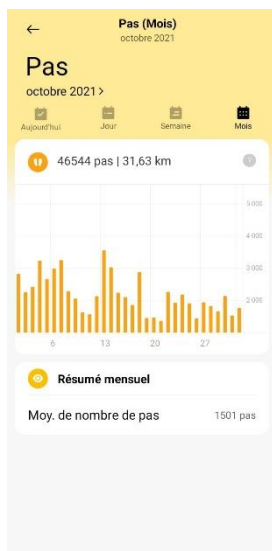 Pas (Mois)
octobre 2021
Pas
octobre 2021 >
Aujourd'hui Jour Semaine Mois
46544 pas | 31,63 km
5 000
4 000
3 000
2 000
6 13 20 27
Résumé mensuel
Moy. de nombre de pas 1501 pas